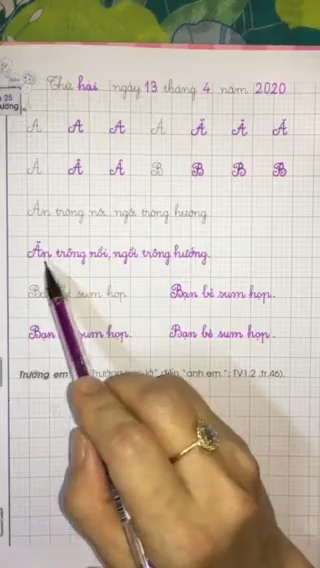 Thứ hai ngày 13 tháng 4 năm 2020
A A A Ă Ă Ă Ă
Â Â Â B B B B
Ăn trông nồi, ngồi trông hướng.
Ăn trông nồi, ngồi trông hướng.
Bạn bè sum họp. Bạn bè sum họp.
Bạn sum họp. Bạn bè sum họp.
Trường em "anh em."; TV1.2 .tr.46).